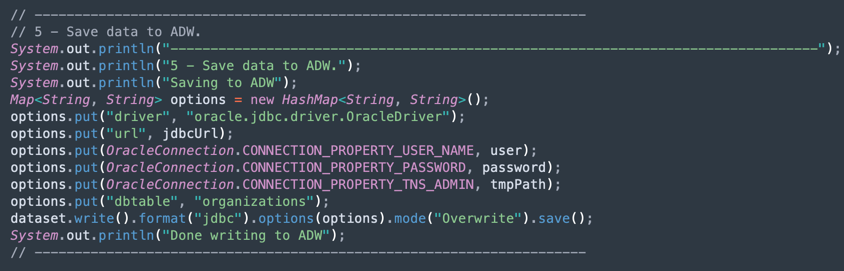 // ---------------------------------------------------------------------
// 5 - Save data to ADW.
System.out.println("---------------------------------------------------------------------------------");
System.out.println("5 - Save data to ADW.");
System.out.println("Saving to ADW");
Map<String, String> options = new HashMap<String, String>();
options.put("driver", "oracle.jdbc.driver.OracleDriver");
options.put("url", jdbcUrl);
options.put(OracleConnection.CONNECTION_PROPERTY_USER_NAME, user);
options.put(OracleConnection.CONNECTION_PROPERTY_PASSWORD, password);
options.put(OracleConnection.CONNECTION_PROPERTY_TNS_ADMIN, tmpPath);
options.put("dbtable", "organizations");
dataset.write().format("jdbc").options(options).mode("Overwrite").save();
System.out.println("Done writing to ADW");
// ---------------------------------------------------------------------